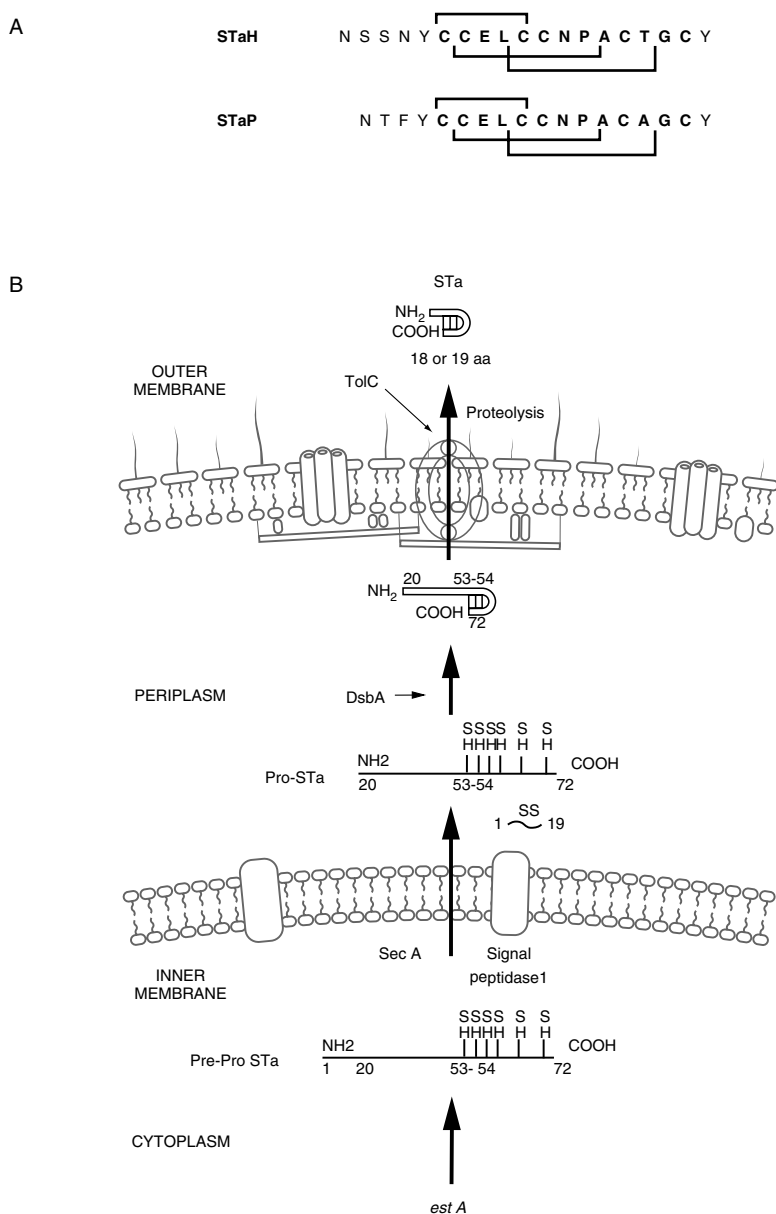 A
STaH N S S N Y C C E L C C N P A C T G C Y
STaP N T F Y C C E L C C N P A C A G C Y
B
STa
NH2
COOH
18 or 19 aa
OUTER
MEMBRANE
TolC
Proteolysis
20 53-54
NH2
COOH
72
PERIPLASM
DsbA
S S S S S S
H H H H H H
NH2 COOH
Pro-STa
20 53-54 72
SS
1 19
Sec A Signal
peptidase1
INNER
MEMBRANE
S S S S S S
H H H H H H
NH2 COOH
Pre-Pro STa
1 20 53- 54 72
CYTOPLASM
est A